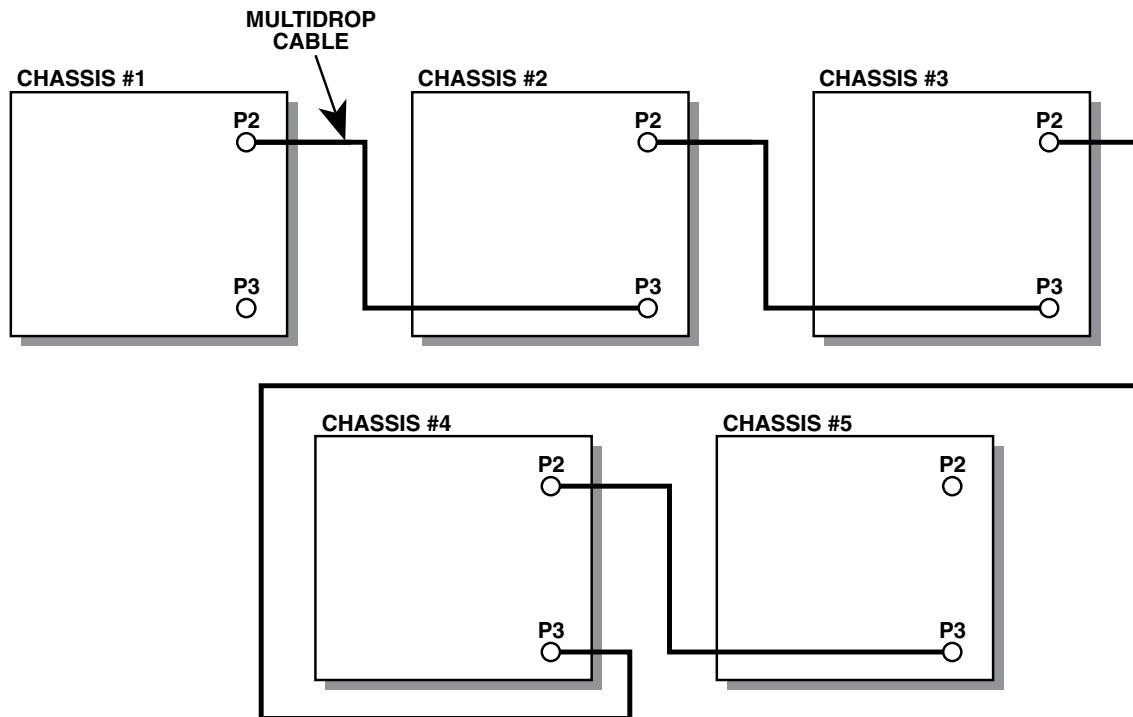 MULTIDROP
CABLE
CHASSIS #1
CHASSIS #2
CHASSIS #3
P2
P2
P2
P3
P3
P3
CHASSIS #4
CHASSIS #5
P2
P2
P3
P3